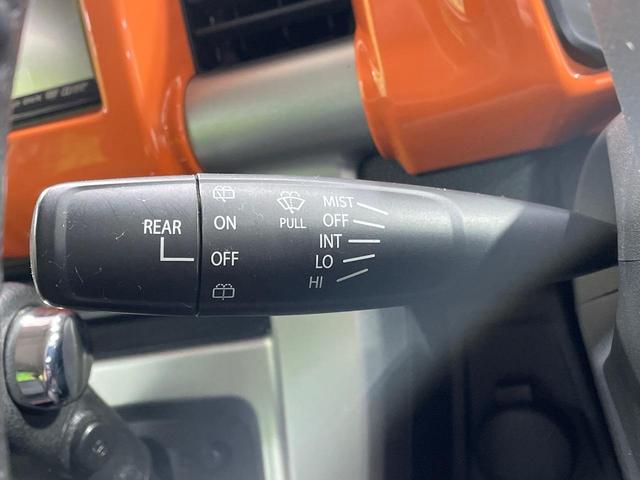 REAR
ON
OFF
PULL
MIST
OFF
INT
LO
HI